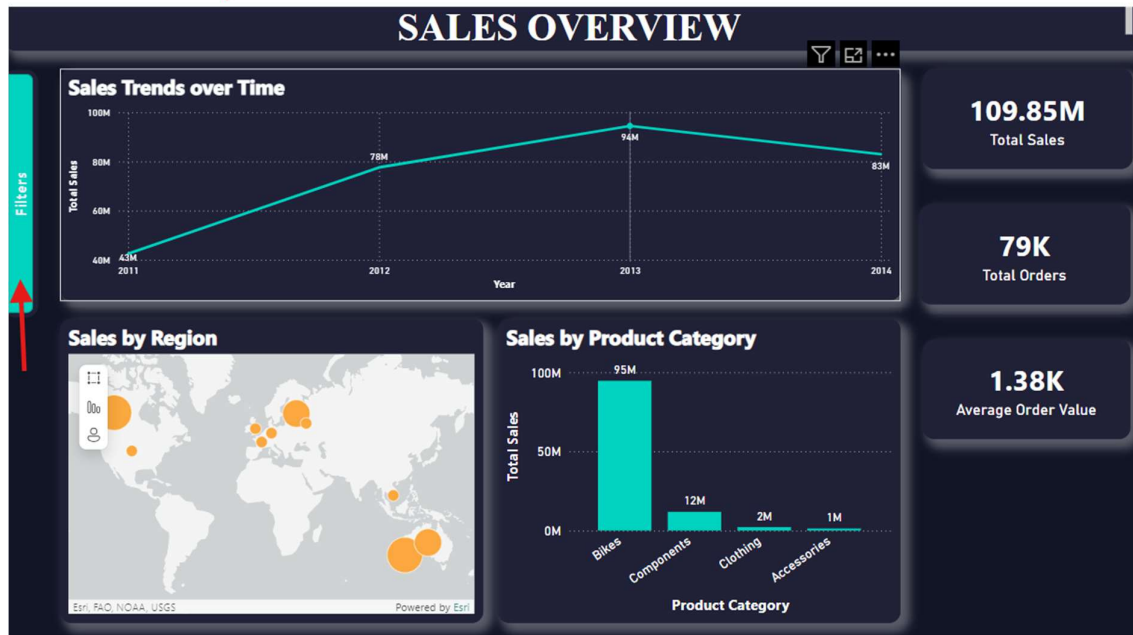 SALES OVERVIEW
Filters
Sales Trends over Time
100M
80M
60M
40M
Total Sales
43M
78M
94M
83M
2011
2012
2013
2014
Year
109.85M
Total Sales
79K
Total Orders
1.38K
Average Order Value
Sales by Region
Esri, FAO, NOAA, USGS
Powered by Esri
Sales by Product Category
100M
50M
0M
Total Sales
95M
12M
2M
1M
Bikes
Components
Clothing
Accessories
Product Category